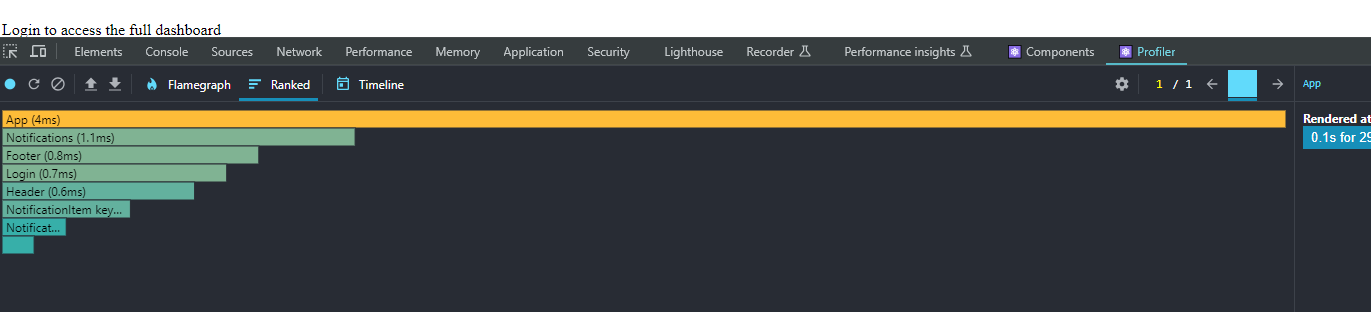 Login to access the full dashboard
Elements Console Sources Network Performance Memory Application Security Lighthouse Recorder Performance insights Components Profiler
Flamegraph Ranked Timeline 1 / 1 App
App (4ms)
Rendered at
Notifications (1.1ms)
0.1s for 29
Footer (0.8ms)
Login (0.7ms)
Header (0.6ms)
NotificationItem key...
Notificat...